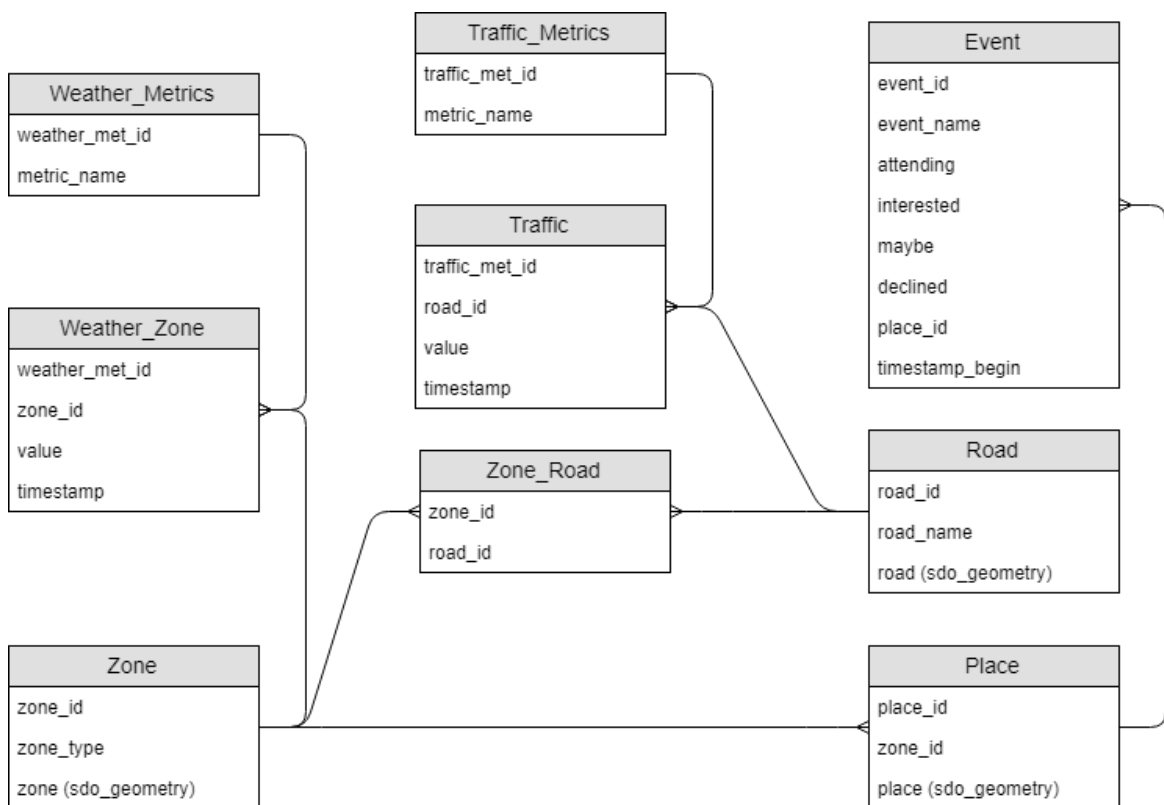 Weather_Metrics
weather_met_id
metric_name
Weather_Zone
weather_met_id
zone_id
value
timestamp
Zone
zone_id
zone_type
zone (sdo_geometry)
Traffic_Metrics
traffic_met_id
metric_name
Traffic
traffic_met_id
road_id
value
timestamp
Zone_Road
zone_id
road_id
Event
event_id
event_name
attending
interested
maybe
declined
place_id
timestamp_begin
Road
road_id
road_name
road (sdo_geometry)
Place
place_id
zone_id
place (sdo_geometry)